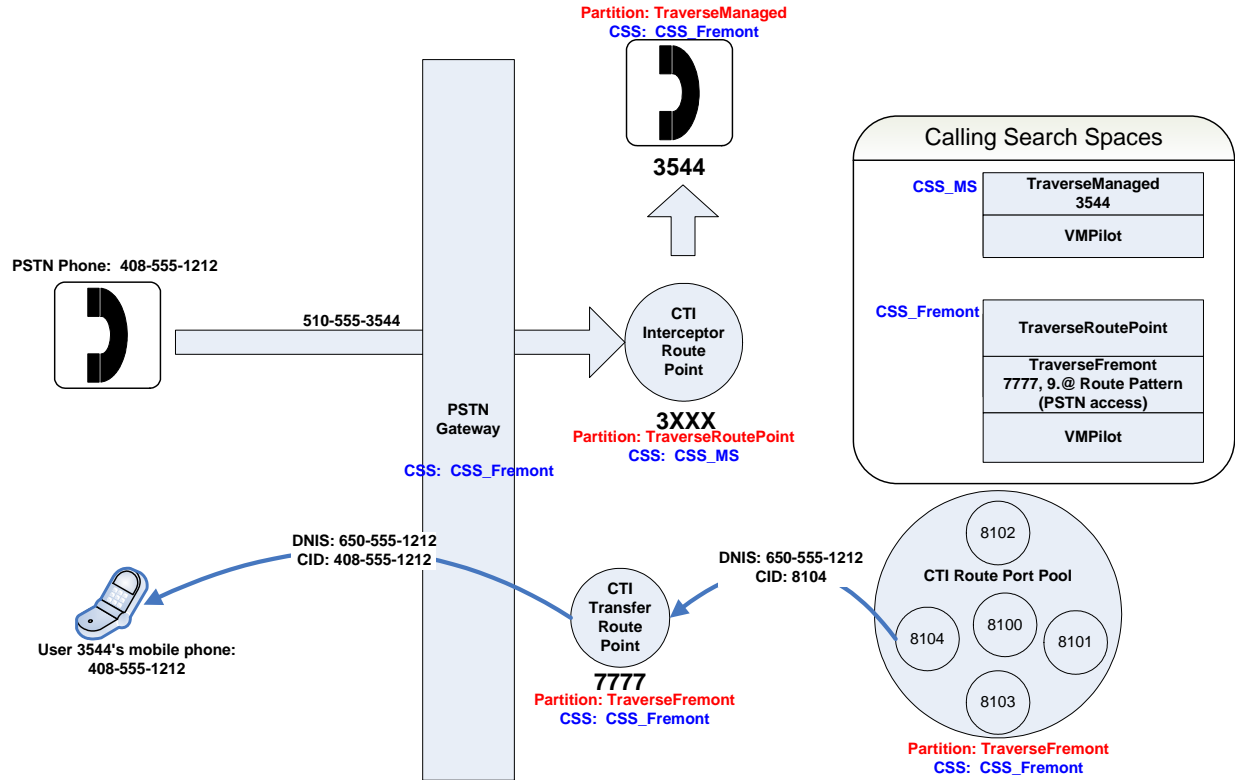 Partition: TraverseManaged
CSS: CSS_Fremont
3544
Calling Search Spaces
CSS_MS
TraverseManaged
3544
VMPilot
CSS_Fremont
TraverseRoutePoint
TraverseFremont
7777, 9.@ Route Pattern
(PSTN access)
VMPilot
PSTN Phone: 408-555-1212
510-555-3544
CTI
Interceptor
Route
Point
3XXX
Partition: TraverseRoutePoint
CSS: CSS_MS
PSTN
Gateway
CSS: CSS_Fremont
DNIS: 650-555-1212
CID: 408-555-1212
User 3544's mobile phone:
408-555-1212
CTI
Transfer
Route
Point
7777
Partition: TraverseFremont
CSS: CSS_Fremont
DNIS: 650-555-1212
CID: 8104
8102
CTI Route Port Pool
8104
8100
8101
8103
Partition: TraverseFremont
CSS: CSS_Fremont